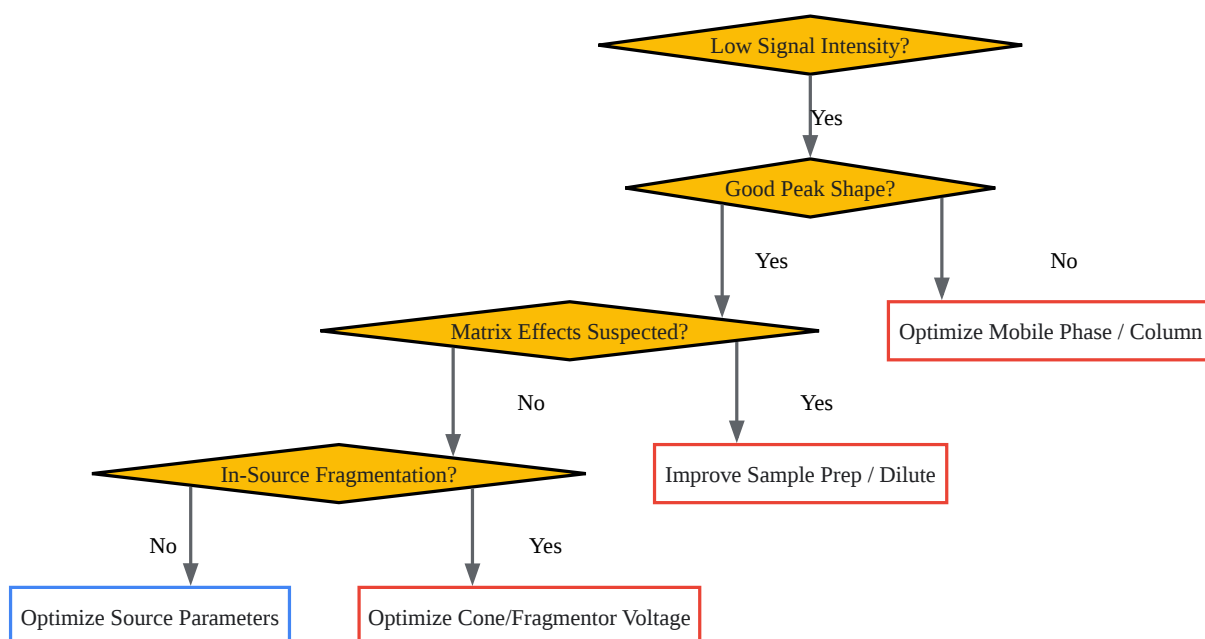 Low Signal Intensity?
Yes
Good Peak Shape?
Yes
No
Matrix Effects Suspected?
Optimize Mobile Phase / Column
No
Yes
In-Source Fragmentation?
Improve Sample Prep / Dilute
No
Yes
Optimize Source Parameters
Optimize Cone/Fragmentor Voltage